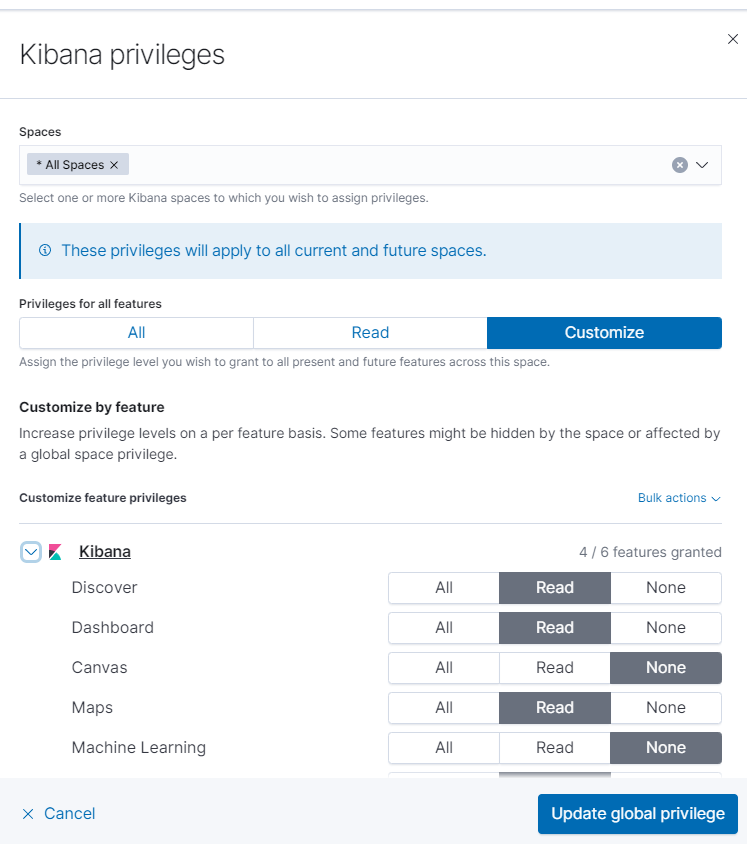 Kibana privileges
Spaces
* All Spaces ×
Select one or more Kibana spaces to which you wish to assign privileges.
These privileges will apply to all current and future spaces.
Privileges for all features
All Read Customize
Assign the privilege level you wish to grant to all present and future features across this space.
Customize by feature
Increase privilege levels on a per feature basis. Some features might be hidden by the space or affected by
a global space privilege.
Customize feature privileges Bulk actions
Kibana 4 / 6 features granted
Discover All Read None
Dashboard All Read None
Canvas All Read None
Maps All Read None
Machine Learning All Read None
× Cancel Update global privilege